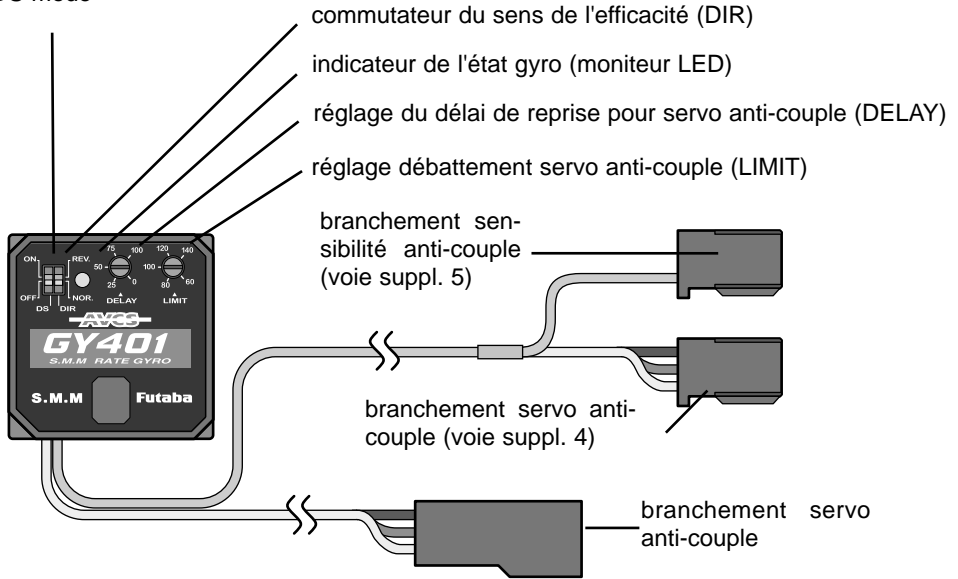 mode
commutateur du sens de l'efficacité (DIR)
indicateur de l'état gyro (moniteur LED)
réglage du délai de reprise pour servo anti-couple (DELAY)
réglage débattement servo anti-couple (LIMIT)
branchement sen-
sibilité anti-couple
(voie suppl. 5)
ON
REV.
OFF
NOR.
DS
DIR
75
100
50
25
0
DELAY
120
140
100
80
60
LIMIT
AVCS
GY401
S.M.M RATE GYRO
S.M.M
Futaba
branchement servo anti-
couple (voie suppl. 4)
branchement servo
anti-couple